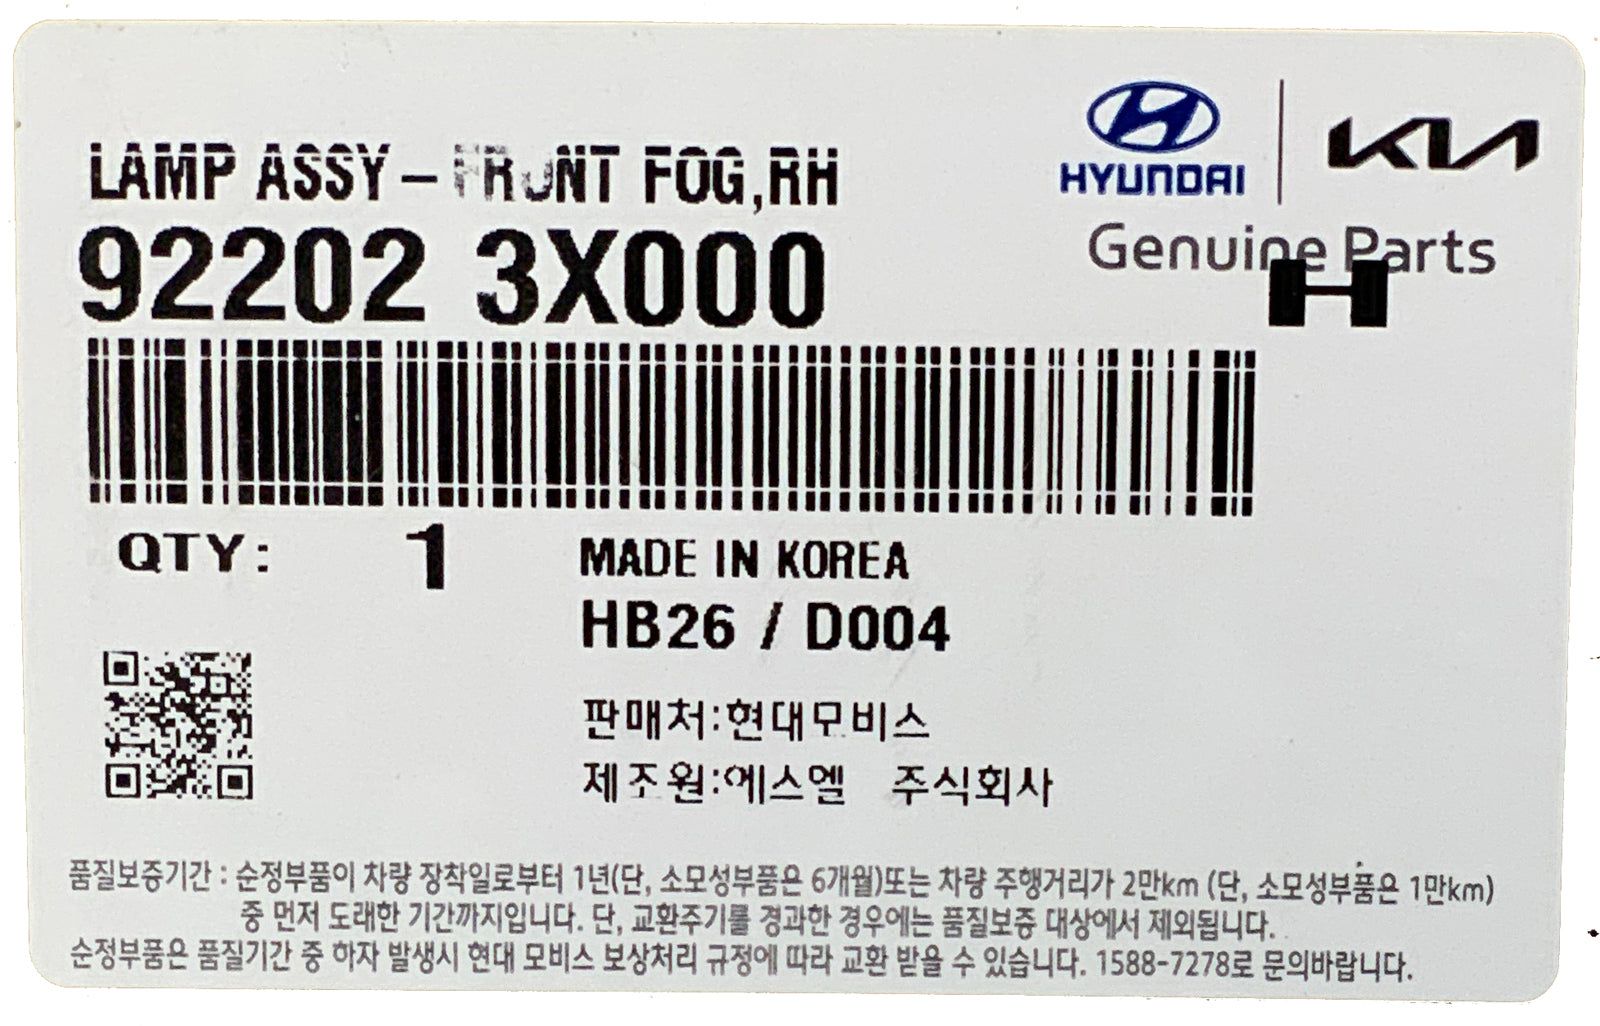 HYUNDAI
KIA
Genuine Parts
H
LAMP ASSY - FRONT FOG,RH
92202 3X000
QTY: 1
MADE IN KOREA
HB26 / D004
판매처:현대모비스
제조원:에스엘 주식회사
품질보증기간 : 순정부품이 차량 장착일로부터 1년(단, 소모성부품은 6개월)또는 차량 주행거리가 2만km (단, 소모성부품은 1만km)
중 먼저 도래한 기간까지입니다. 단, 교환주기를 경과한 경우에는 품질보증 대상에서 제외됩니다.
순정부품은 품질기간 중 하자 발생시 현대 모비스 보상처리 규정에 따라 교환 받을 수 있습니다. 1588-7278로 문의바랍니다.